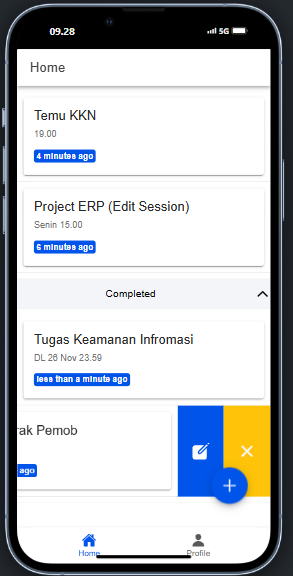 09.28
5G
Home
Temu KKN
19.00
4 minutes ago
Project ERP (Edit Session)
Senin 15.00
6 minutes ago
Completed
Tugas Keamanan Infromasi
DL 26 Nov 23.59
less than a minute ago
rak Pemob
ago
Home
Profile